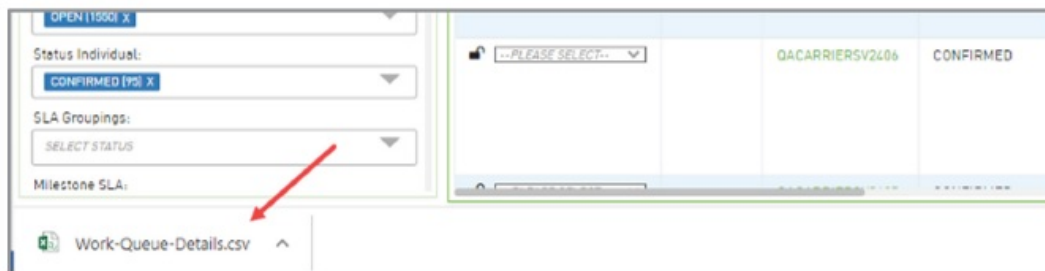 OPEN (1550) X
Status Individual:
CONFIRMED (95) X
SLA Groupings:
SELECT STATUS
Milestone SLA:
--PLEASE SELECT--
QACARRIERSV2406
CONFIRMED
Work-Queue-Details.csv